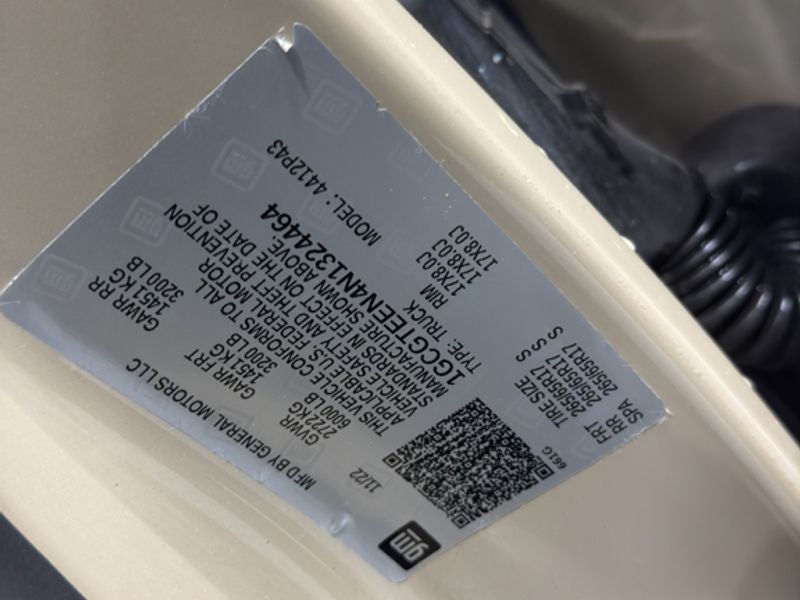 gm
MFD BY GENERAL MOTORS LLC
11/22
GVWR
2722 KG
6000 LB
GAWR FRT
1451 KG
3200 LB
GAWR RR
1451 KG
3200 LB
THIS VEHICLE CONFORMS TO ALL
APPLICABLE U.S. FEDERAL MOTOR
VEHICLE SAFETY AND THEFT PREVENTION
STANDARDS IN EFFECT ON THE DATE OF
MANUFACTURE SHOWN ABOVE.
1GCGTEEN4N1324464
TYPE: TRUCK
MODEL: 4412P43
661G
TIRE SIZE
RIM
FRT 265/65R17 S 17X8.0J
RR 265/65R17 S 17X8.0J
SPA 265/65R17 S 17X8.0J